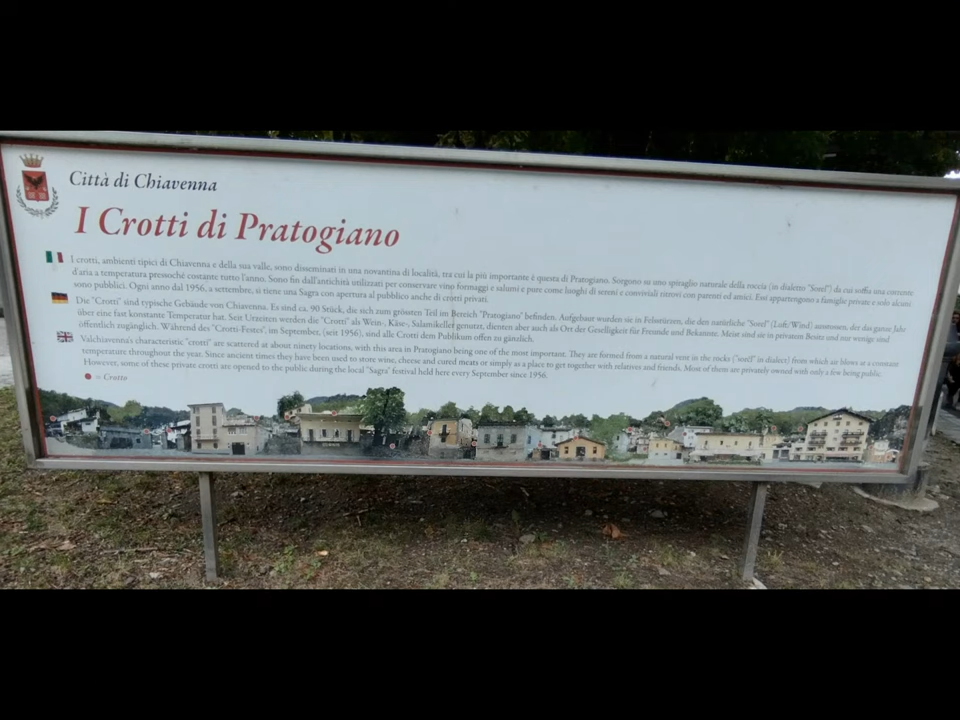 Città di Chiavenna
I Crotti di Pratogiano
I crotti, ambienti tipici di Chiavenna e della sua valle, sono disseminati in una novantina di località, tra cui la più importante è questa di Pratogiano. Sorgono su uno spiraglio naturale della roccia (in dialetto "Sorel") da cui soffia una corrente
d'aria a temperatura pressoché costante tutto l'anno. Sono fin dall'antichità utilizzati per conservare vino formaggi e salumi e pure come luoghi di sereni e conviviali ritrovi con parenti ed amici. Essi appartengono a famiglie private e solo alcuni
sono pubblici. Ogni anno dal 1956, a settembre, si tiene una Sagra con apertura al pubblico anche di crotti privati.
Die "Crotti" sind typische Gebäude von Chiavenna. Es sind ca. 90 Stück, die sich zum grössten Teil im Bereich "Pratogiano" befinden. Aufgebaut wurden sie in Felsstürzen, die den natürliche "Sorel" (Luft/Wind) ausstossen, der das ganze Jahr
über eine fast konstante Temperatur hat. Seit Urzeiten werden die "Crotti" als Wein-, Käse-, Salamikeller genutzt, dienten aber auch als Ort der Geselligkeit für Freunde und Bekannte. Meist sind sie in privatem Besitz und nur wenige sind
öffentlich zugänglich. Während des "Crotti-Festes", im September, (seit 1956), sind alle Crotti dem Publikum offen zu gänzlich.
Valchiavenna's characteristic "crotti" are scattered at about ninety locations, with this area in Pratogiano being one of the most important. They are formed from a natural vent in the rocks ("sorèl" in dialect) from which air blows at a constant
temperature throughout the year. Since ancient times they have been used to store wine, cheese and cured meats or simply as a place to get together with relatives and friends. Most of them are privately owned with only a few being public.
However, some of these private crotti are opened to the public during the local "Sagra" festival held here every September since 1956.
= Crotto